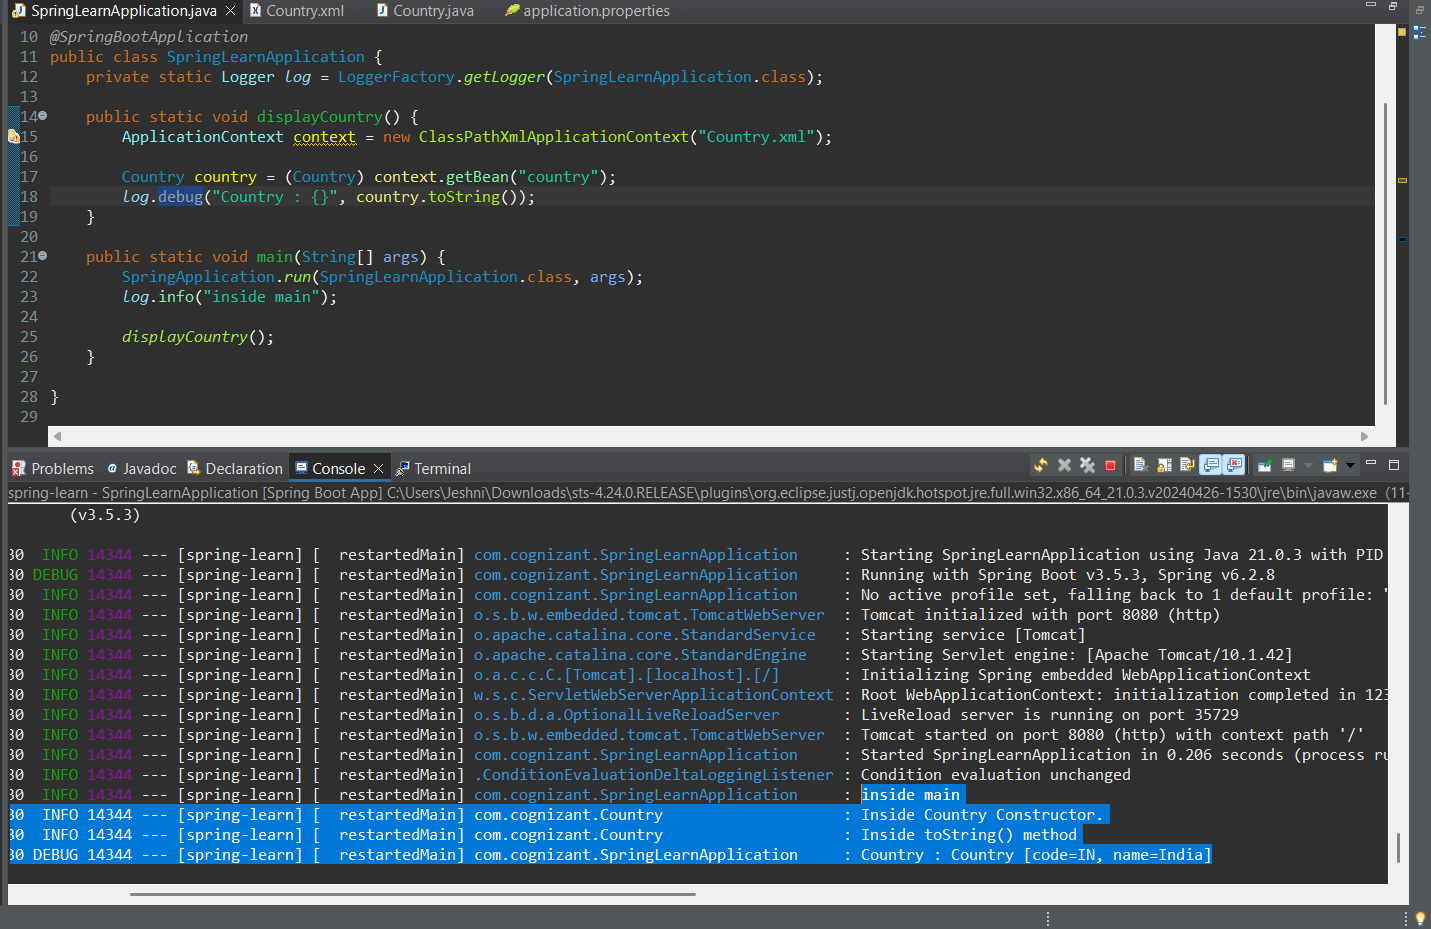 SpringLearnApplication.java Country.xml Country.java application.properties
10 @SpringBootApplication
11 public class SpringLearnApplication {
12 private static Logger log = LoggerFactory.getLogger(SpringLearnApplication.class);
13
14 public static void displayCountry() {
15 ApplicationContext context = new ClassPathXmlApplicationContext("Country.xml");
16
17 Country country = (Country) context.getBean("country");
18 log.debug("Country : {}", country.toString());
19 }
20
21 public static void main(String[] args) {
22 SpringApplication.run(SpringLearnApplication.class, args);
23 log.info("inside main");
24
25 displayCountry();
26 }
27
28 }
29
Problems Javadoc Declaration Console Terminal
spring-learn - SpringLearnApplication [Spring Boot App] C:\Users\Jeshni\Downloads\sts-4.24.0.RELEASE\plugins\org.eclipse.justj.openjdk.hotspot.jre.full.win32.x86_64_21.0.3.v20240426-1530\jre\bin\javaw.exe (11-
(v3.5.3)
30 INFO 14344 --- [spring-learn] [ restartedMain] com.cognizant.SpringLearnApplication : Starting SpringLearnApplication using Java 21.0.3 with PID
30 DEBUG 14344 --- [spring-learn] [ restartedMain] com.cognizant.SpringLearnApplication : Running with Spring Boot v3.5.3, Spring v6.2.8
30 INFO 14344 --- [spring-learn] [ restartedMain] com.cognizant.SpringLearnApplication : No active profile set, falling back to 1 default profile: "
30 INFO 14344 --- [spring-learn] [ restartedMain] o.s.b.w.embedded.tomcat.TomcatWebServer : Tomcat initialized with port 8080 (http)
30 INFO 14344 --- [spring-learn] [ restartedMain] o.apache.catalina.core.StandardService : Starting service [Tomcat]
30 INFO 14344 --- [spring-learn] [ restartedMain] o.apache.catalina.core.StandardEngine : Starting Servlet engine: [Apache Tomcat/10.1.42]
30 INFO 14344 --- [spring-learn] [ restartedMain] o.a.c.c.C.[Tomcat].[localhost].[/] : Initializing Spring embedded WebApplicationContext
30 INFO 14344 --- [spring-learn] [ restartedMain] w.s.c.ServletWebServerApplicationContext : Root WebApplicationContext: initialization completed in 123
30 INFO 14344 --- [spring-learn] [ restartedMain] o.s.b.d.a.OptionalLiveReloadServer : LiveReload server is running on port 35729
30 INFO 14344 --- [spring-learn] [ restartedMain] o.s.b.w.embedded.tomcat.TomcatWebServer : Tomcat started on port 8080 (http) with context path '/'
30 INFO 14344 --- [spring-learn] [ restartedMain] com.cognizant.SpringLearnApplication : Started SpringLearnApplication in 0.206 seconds (process ru
30 INFO 14344 --- [spring-learn] [ restartedMain] .ConditionEvaluationDeltaLoggingListener : Condition evaluation unchanged
30 INFO 14344 --- [spring-learn] [ restartedMain] com.cognizant.SpringLearnApplication : inside main
30 INFO 14344 --- [spring-learn] [ restartedMain] com.cognizant.Country : Inside Country Constructor.
30 INFO 14344 --- [spring-learn] [ restartedMain] com.cognizant.Country : Inside toString() method
30 DEBUG 14344 --- [spring-learn] [ restartedMain] com.cognizant.SpringLearnApplication : Country : Country [code=IN, name=India]